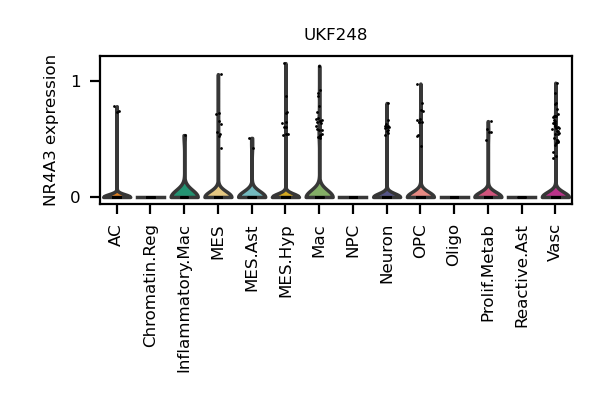 UKF248
NR4A3 expression
1
0
AC
Chromatin.Reg
Inflammatory.Mac
MES
MES.Ast
MES.Hyp
Mac
NPC
Neuron
OPC
Oligo
Prolif.Metab
Reactive.Ast
Vasc